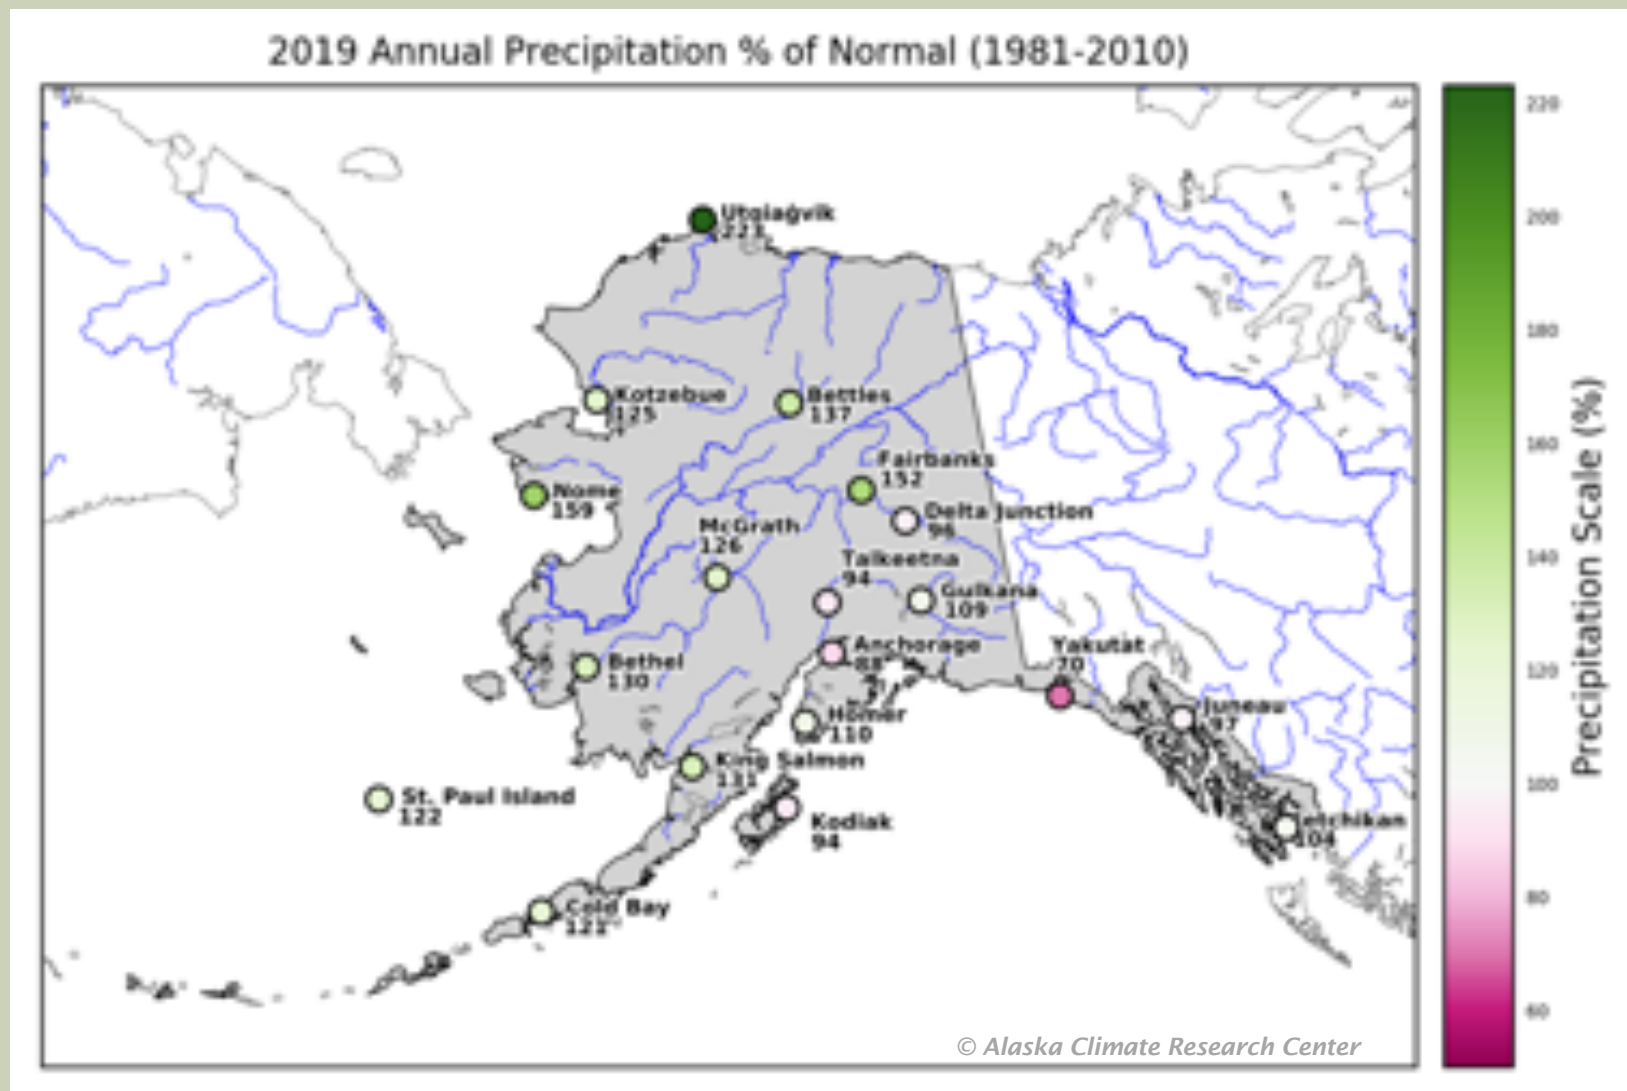 2019 Annual Precipitation % of Normal (1981-2010)
220
Utqiaġvik
223
200
180
Kotzebue
125
Bettles
137
160
Fairbanks
152
Nome
159
Delta Junction
96
McGrath
126
140
Talkeetna
94
Gulkana
109
Anchorage
88
Yakutat
70
Bethel
130
120
Juneau
97
Homer
110
King Salmon
131
100
St. Paul Island
122
Kodiak
94
Ketchikan
104
80
Cold Bay
121
60
Precipitation Scale (%)
© Alaska Climate Research Center